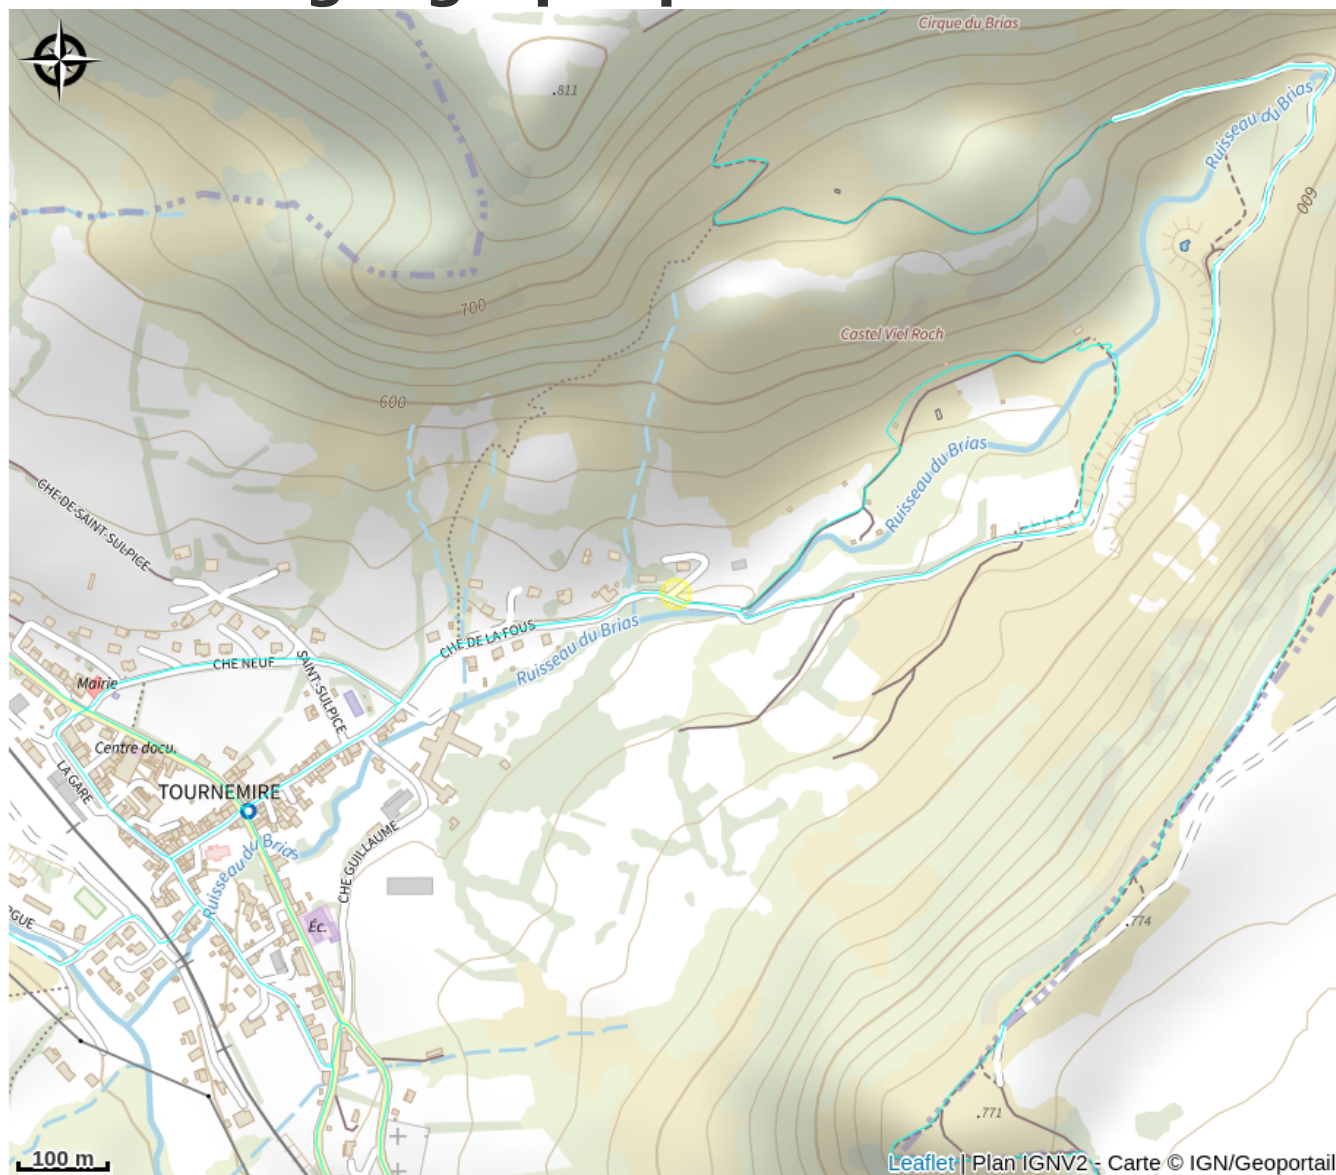 Cirque du Brias
.811
Ruisseau du Brias
600
700
Castel Viel Roch
600
Ruisseau du Brias
CHE DE SAINT-SULPICE
CHE DE LA FOUS
Ruisseau du Brias
CHE NEUF
SAINT-SULPICE
Mairie
Centre docu.
LA GARE
TOURNEMIRE
Ruisseau du Brias
CHE GUILLAUME
Éc.
RGUE
.774
.771
100 m
Leaflet | Plan IGNV2 - Carte © IGN/Geoportail